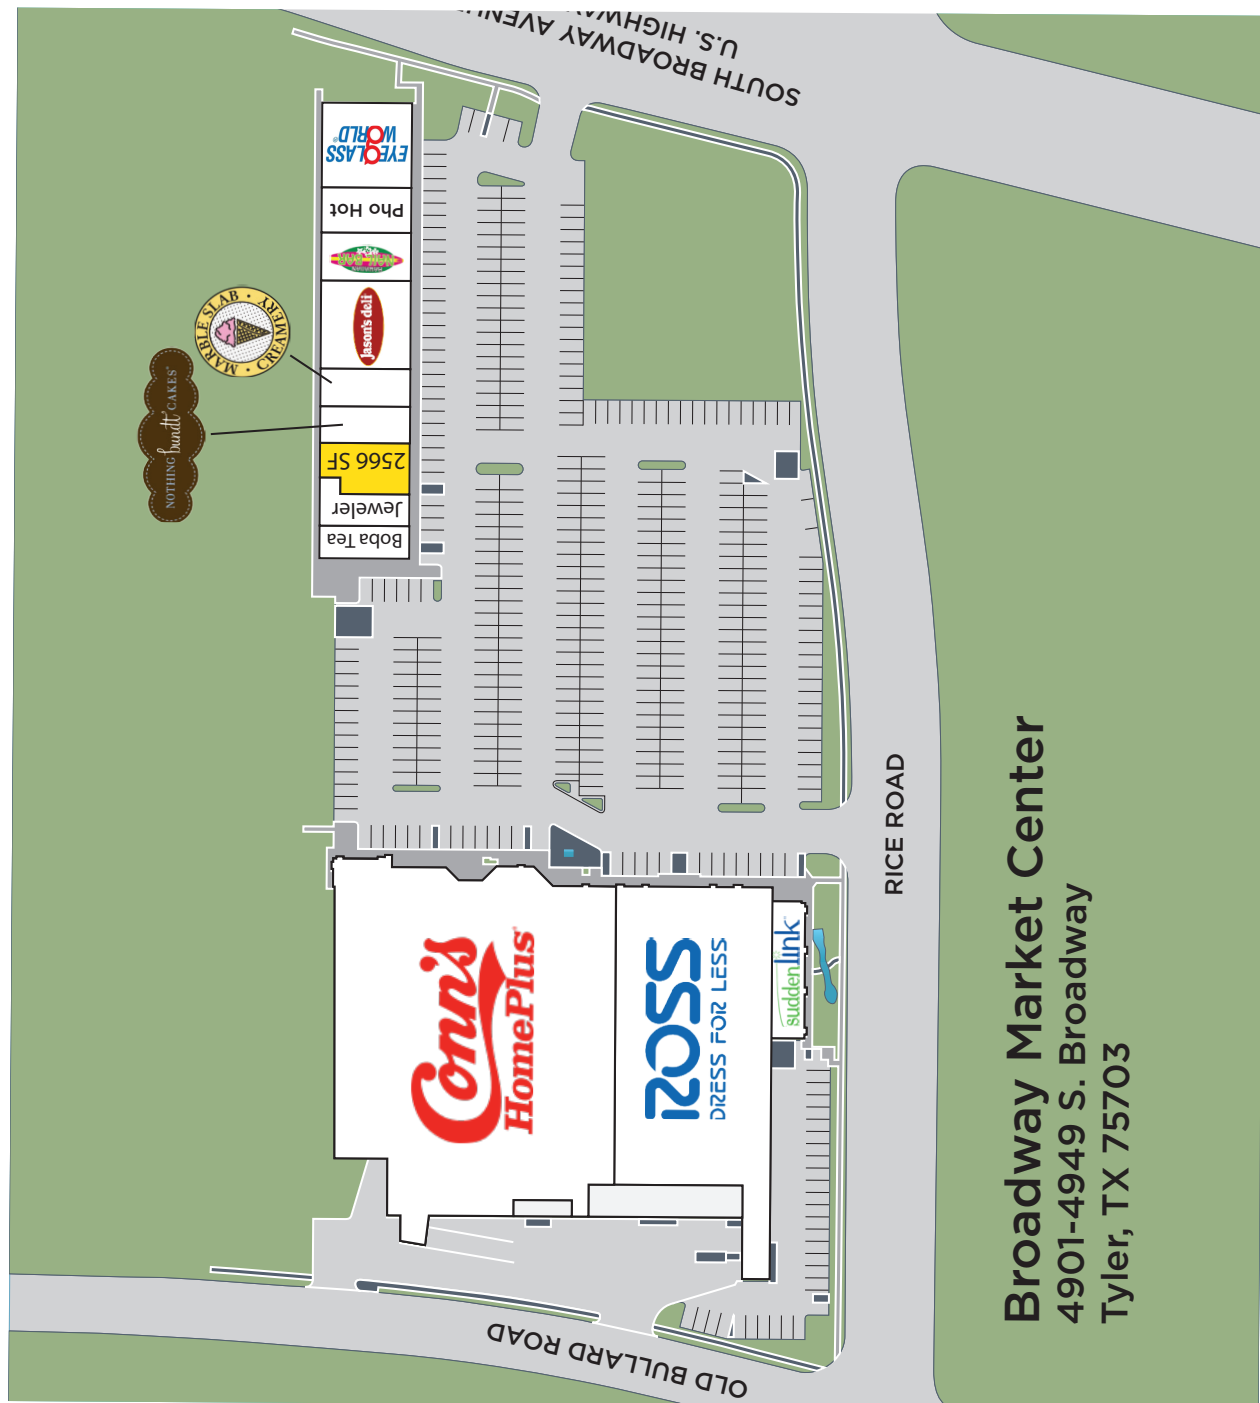 SOUTH BROADWAY AVENUE
U.S. HIGHWAY
EYEGLASS
WORLD®
Pho Hot
Jason's deli
MARBLE SLAB • CREAMERY •
NOTHING bundt CAKES®
2566 SF
Jeweler
Boba Tea
RICE ROAD
Conn's
HomePlus®
ROSS
DRESS FOR LESS
suddenlink
OLD BULLARD ROAD
Broadway Market Center
4901-4949 S. Broadway
Tyler, TX 75703